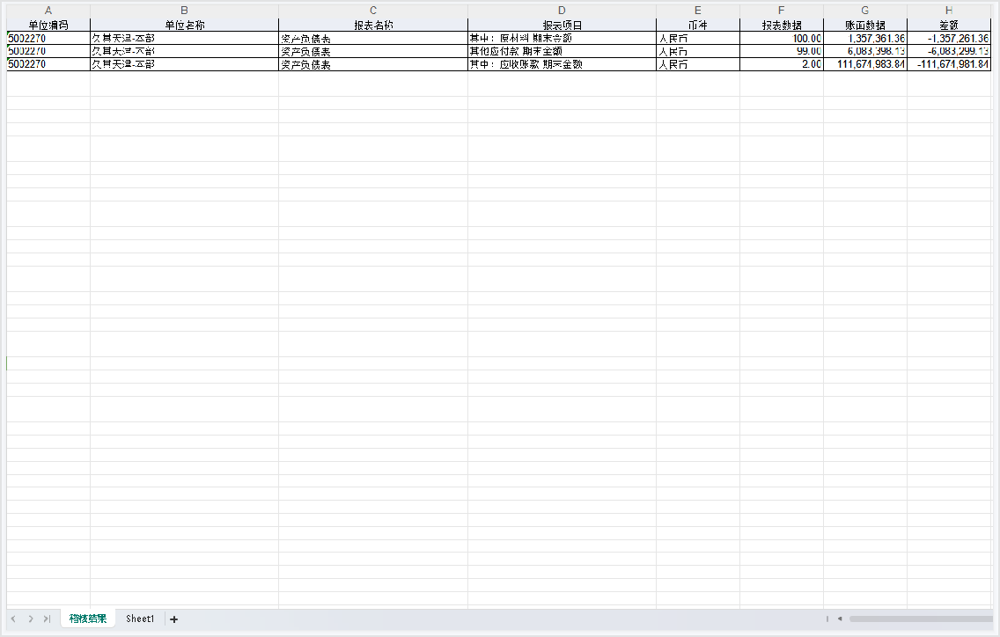 A B C D E F G H
单位编码 单位名称 报表名称 报表项目 币种 报表数据 账面数据 差额
5002270 久其天津-本部 资产负债表 其中：原材料 期末金额 人民币 100.00 1,357,361.36 -1,357,261.36
5002270 久其天津-本部 资产负债表 其他应付款 期末金额 人民币 99.00 6,083,398.13 -6,083,299.13
5002270 久其天津-本部 资产负债表 其中：应收账款 期末金额 人民币 2.00 111,674,983.84 -111,674,981.84
稽核结果 Sheet1 +